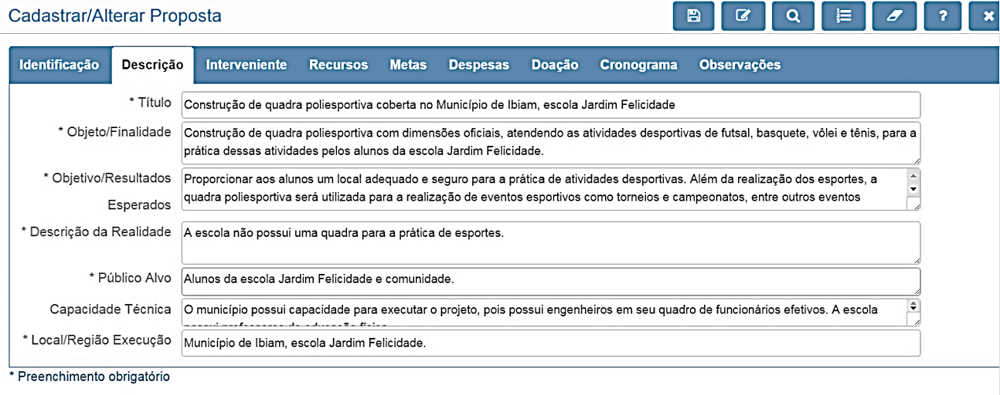 Cadastrar/Alterar Proposta
?
Identificação Descrição Interveniente Recursos Metas Despesas Doação Cronograma Observações
* Título Construção de quadra poliesportiva coberta no Município de Ibiam, escola Jardim Felicidade
* Objeto/Finalidade Construção de quadra poliesportiva com dimensões oficiais, atendendo as atividades desportivas de futsal, basquete, vôlei e tênis, para a
prática dessas atividades pelos alunos da escola Jardim Felicidade.
* Objetivo/Resultados Proporcionar aos alunos um local adequado e seguro para a prática de atividades desportivas. Além da realização dos esportes, a
Esperados quadra poliesportiva será utilizada para a realização de eventos esportivos como torneios e campeonatos, entre outros eventos
* Descrição da Realidade A escola não possui uma quadra para a prática de esportes.
* Público Alvo Alunos da escola Jardim Felicidade e comunidade.
Capacidade Técnica O município possui capacidade para executar o projeto, pois possui engenheiros em seu quadro de funcionários efetivos. A escola
possui professores de educação física
* Local/Região Execução Município de Ibiam, escola Jardim Felicidade.
* Preenchimento obrigatório